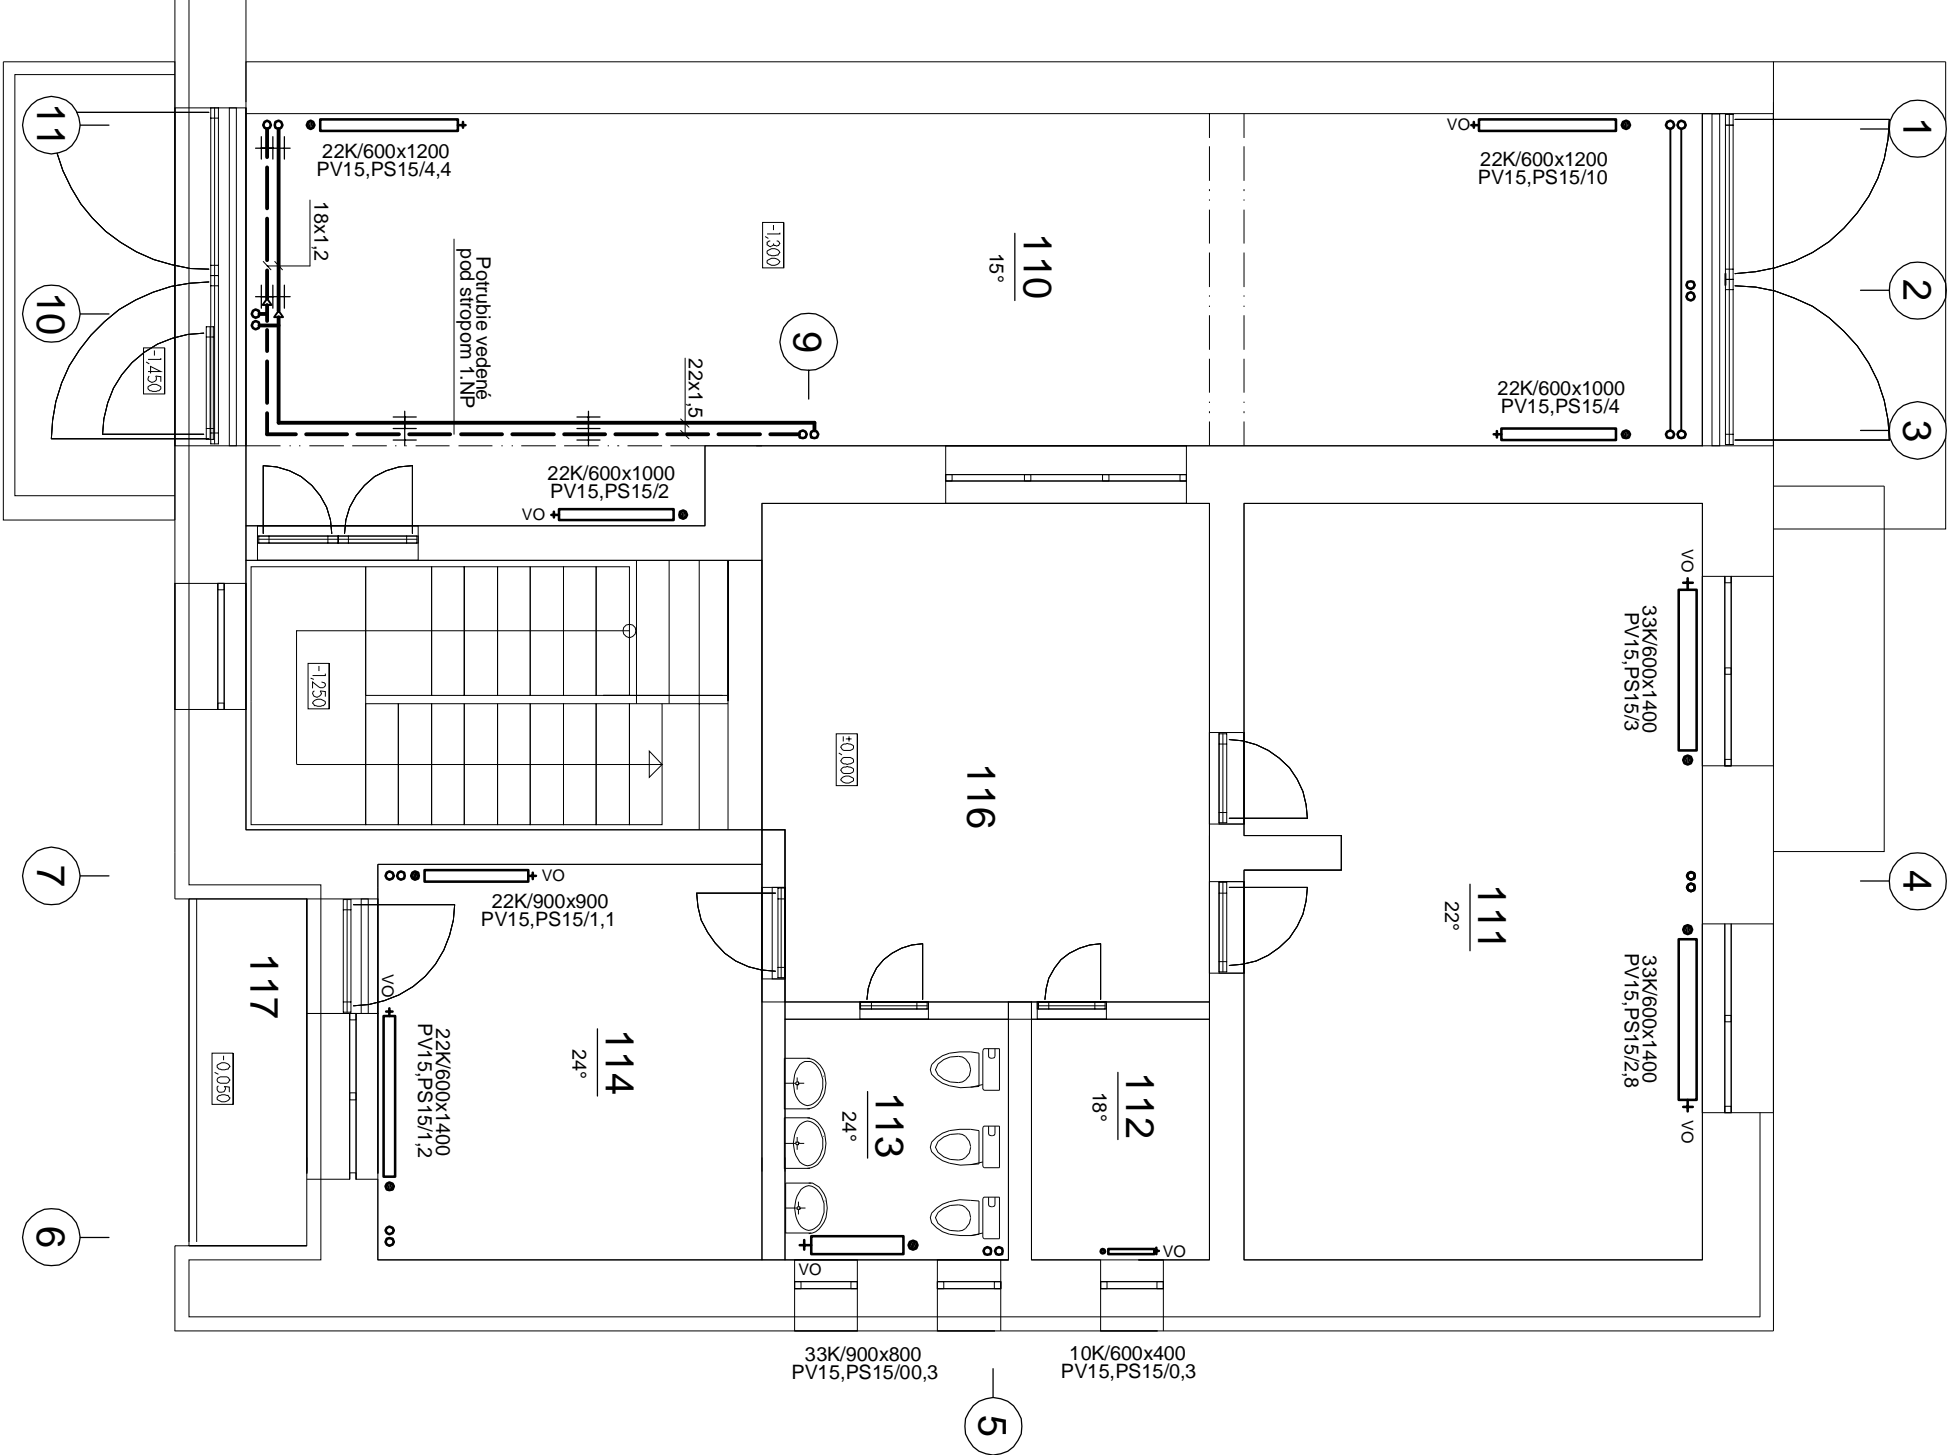 11
1
22K/600x1200
PV15,PS15/4,4
VO
22K/600x1200
PV15,PS15/10
18x1,2
-1,300
110
15°
2
Potrubie vedené
pod stropom 1.NP
10
-1,450
9
22x1,5
22K/600x1000
PV15,PS15/4
3
22K/600x1000
PV15,PS15/2
VO
VO
33K/600x1400
PV15,PS15/3
-1,250
±0,000
116
7
VO
22K/900x900
PV15,PS15/1,1
4
111
22°
117
VO
33K/600x1400
PV15,PS15/2,8
VO
-0,050
22K/600x1400
PV15,PS15/1,2
114
24°
113
24°
112
18°
6
VO
VO
33K/900x800
PV15,PS15/00,3
10K/600x400
PV15,PS15/0,3
5